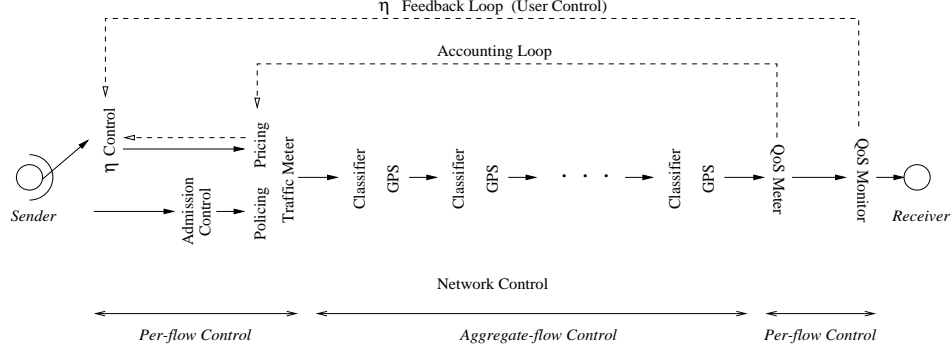 η Feedback Loop (User Control)
Accounting Loop
η Control
Pricing
Traffic Meter
Classifier
GPS
Classifier
GPS
. . .
Classifier
GPS
QoS Meter
QoS Monitor
Sender
Admission
Control
Policing
Receiver
Network Control
Per-flow Control
Aggregate-flow Control
Per-flow Control